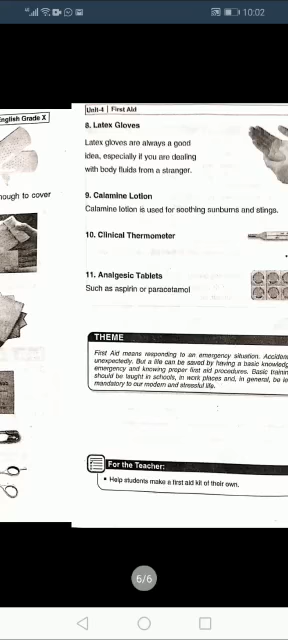 10:02
English Grade X
nough to cover
Unit-4 First Aid
8. Latex Gloves
Latex gloves are always a good
idea, especially if you are dealing
with body fluids from a stranger.
9. Calamine Lotion
Calamine lotion is used for soothing sunburns and stings.
10. Clinical Thermometer
11. Analgesic Tablets
Such as aspirin or paracetamol
THEME
First Aid means responding to an emergency situation. Acciden
unexpectedly. But a life can be saved by having a basic knowled
emergency and knowing proper first aid procedures. Basic trainin
should be taught in schools, in work places and, in general, be
mandatory to our modern and stressful life.
For the Teacher:
• Help students make a first aid kit of their own.
6/6